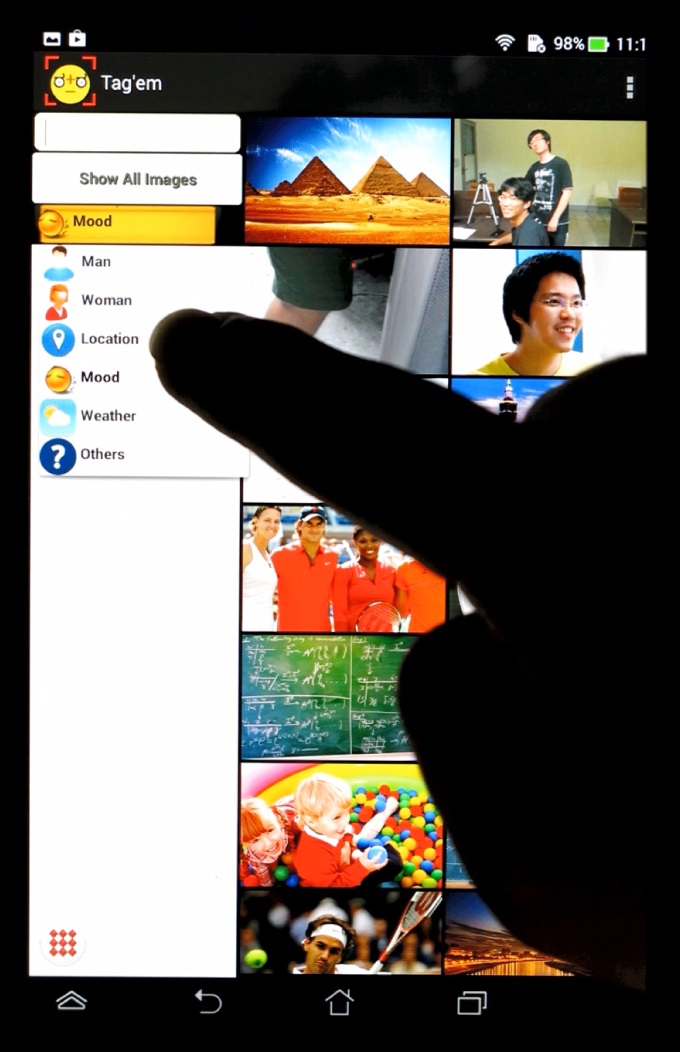 98% 11:1
Tag'em
Show All Images
Mood
Man
Woman
Location
Mood
Weather
Others